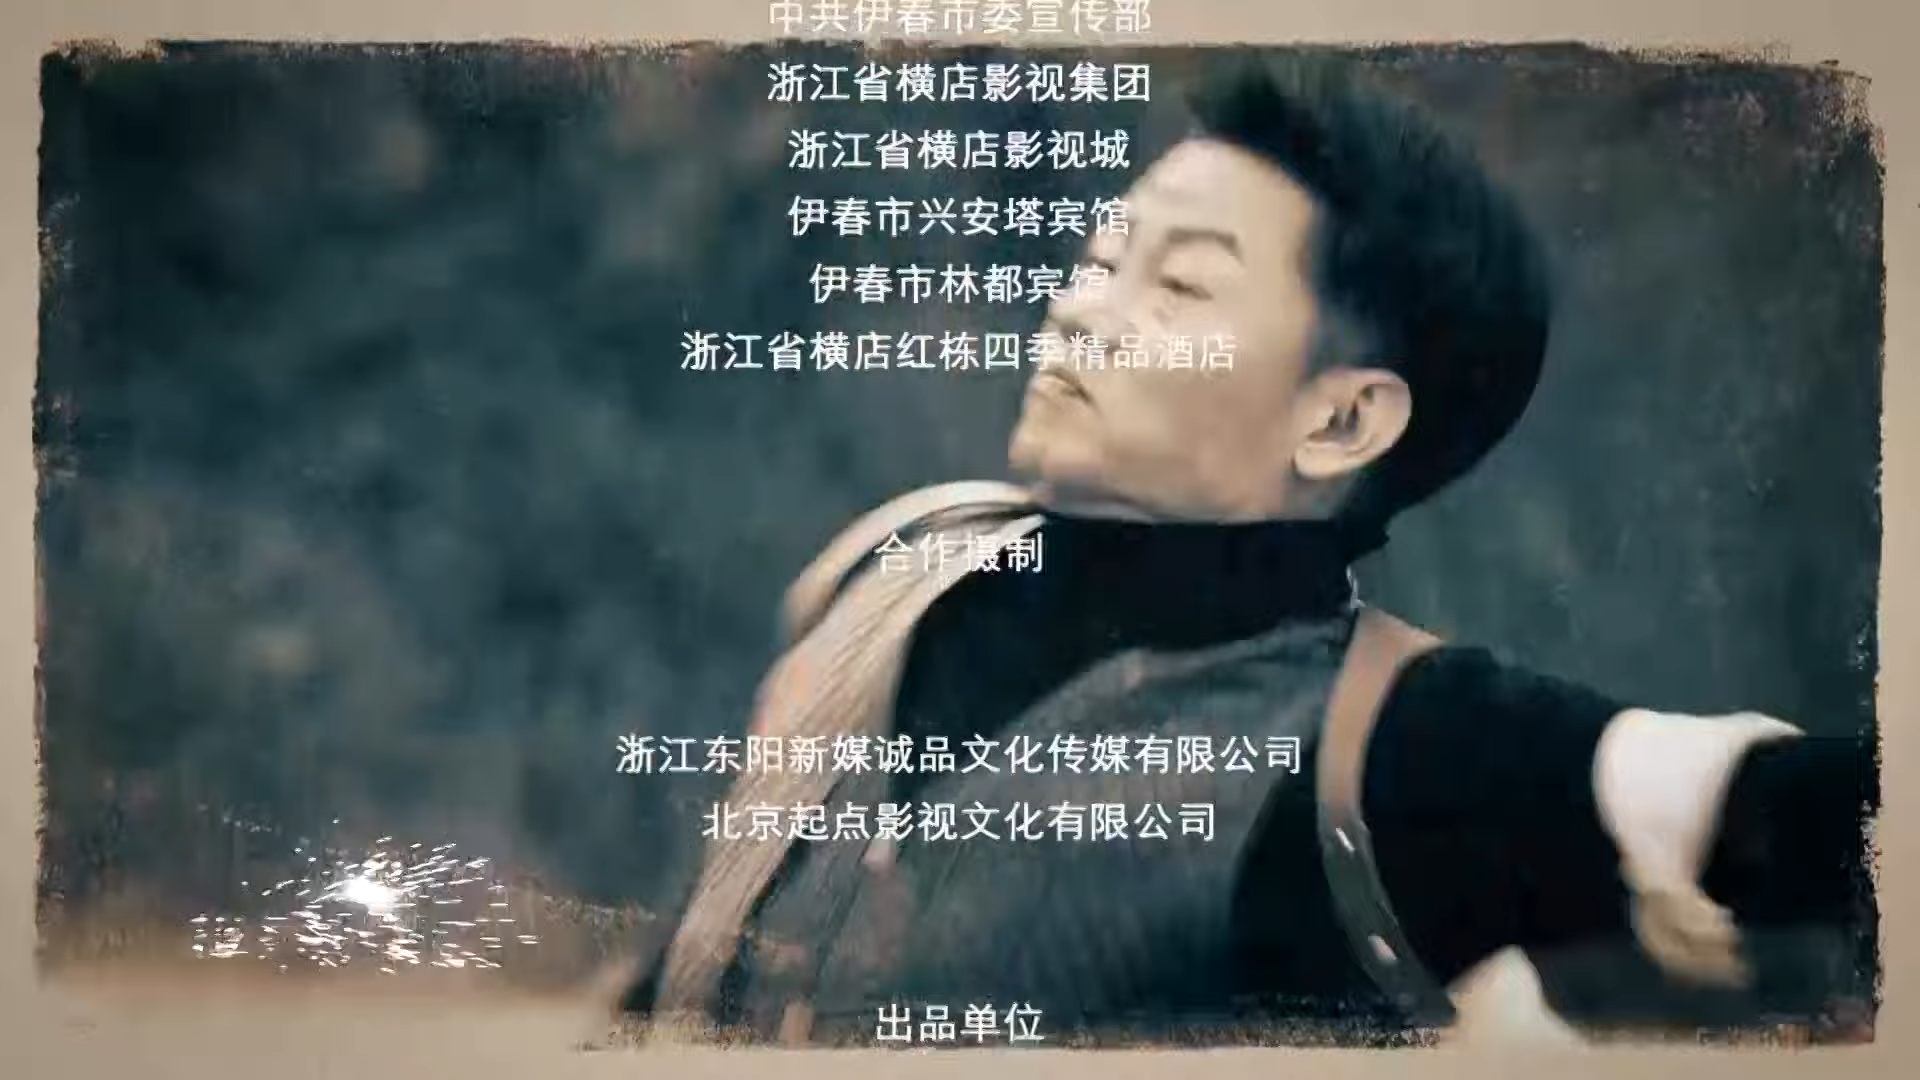 中共伊春市委宣传部
浙江省横店影视集团
浙江省横店影视城
伊春市兴安塔宾馆
伊春市林都宾馆
浙江省横店红栋四季精品酒店
合作摄制
浙江东阳新媒诚品文化传媒有限公司
北京起点影视文化有限公司
出品单位